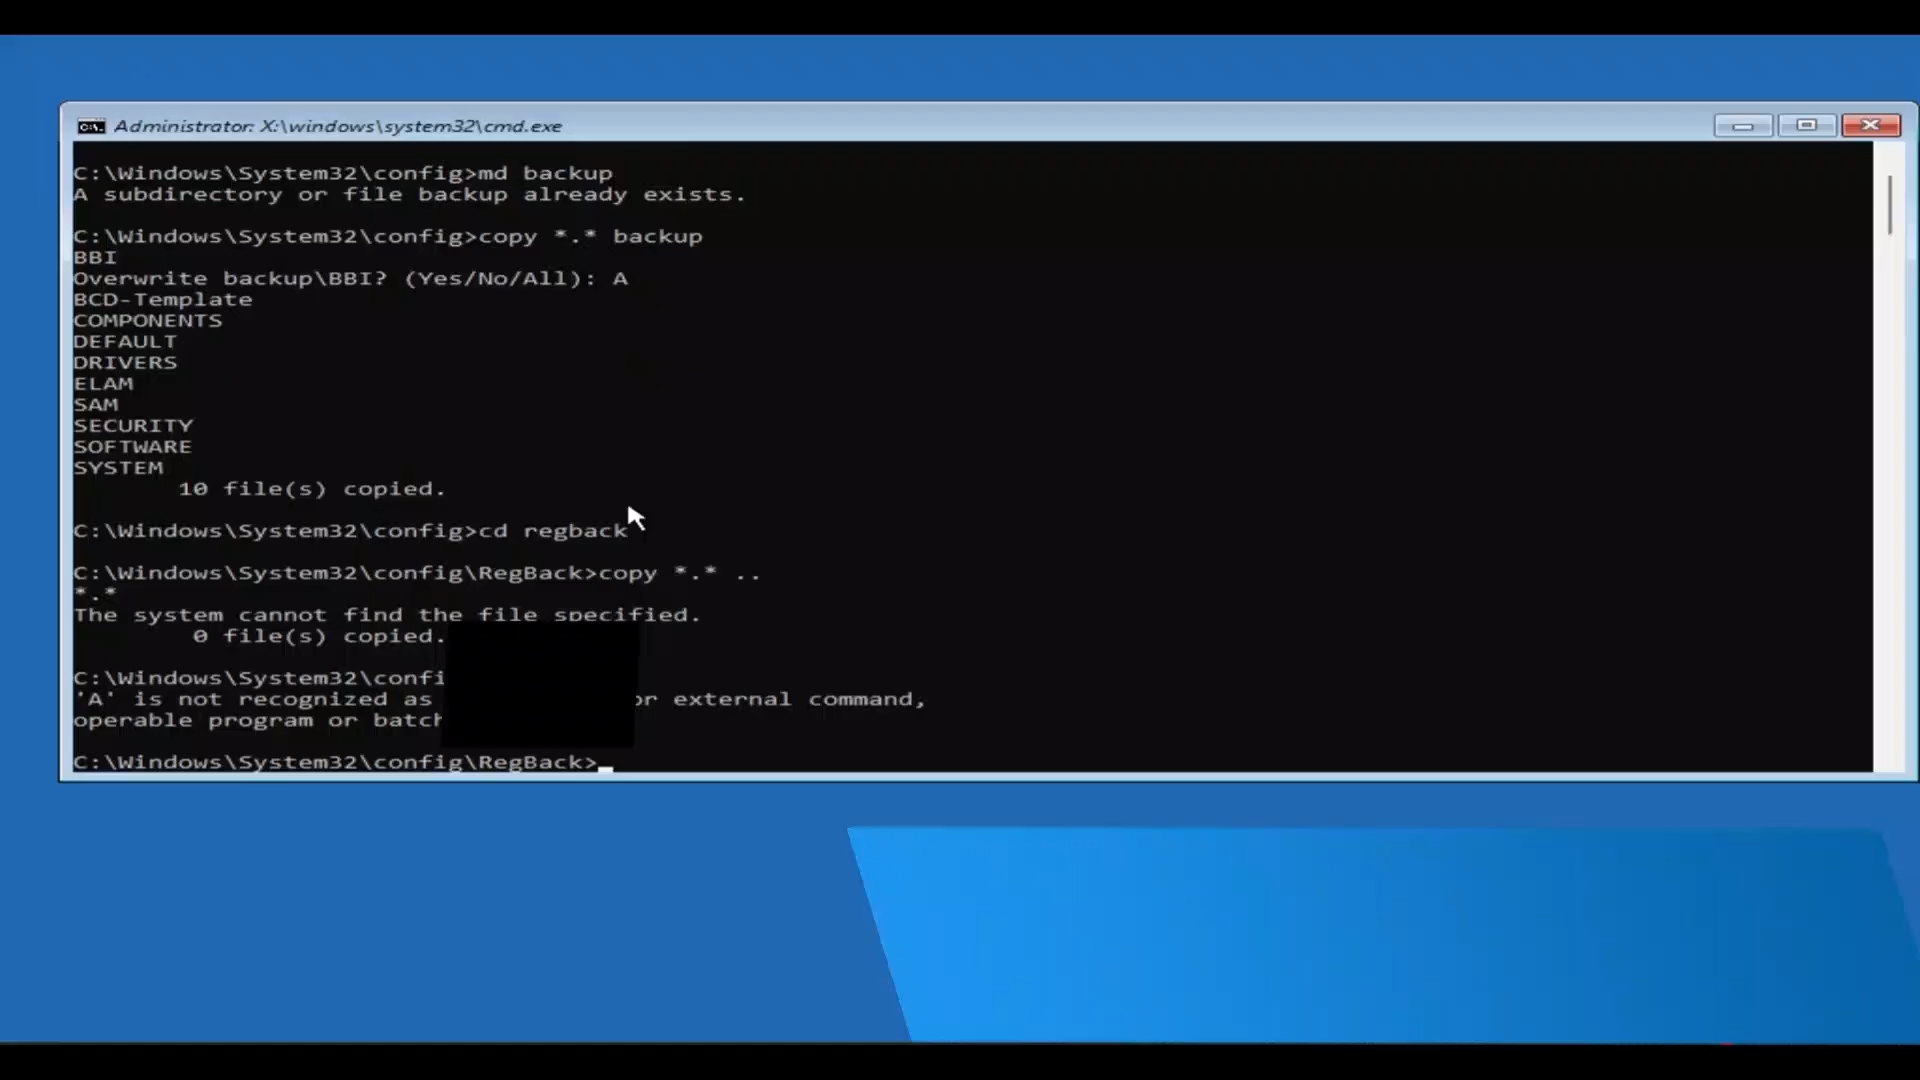 Administrator: X:\windows\system32\cmd.exe
C:\Windows\System32\config>md backup
A subdirectory or file backup already exists.
C:\Windows\System32\config>copy *.* backup
BBI
Overwrite backup\BBI? (Yes/No/All): A
BCD-Template
COMPONENTS
DEFAULT
DRIVERS
ELAM
SAM
SECURITY
SOFTWARE
SYSTEM
10 file(s) copied.
C:\Windows\System32\config>cd regback
C:\Windows\System32\config\RegBack>copy *.* ..
*.*
The system cannot find the file specified.
0 file(s) copied.
C:\Windows\System32\confi
'A' is not recognized as or external command,
operable program or batch
C:\Windows\System32\config\RegBack>